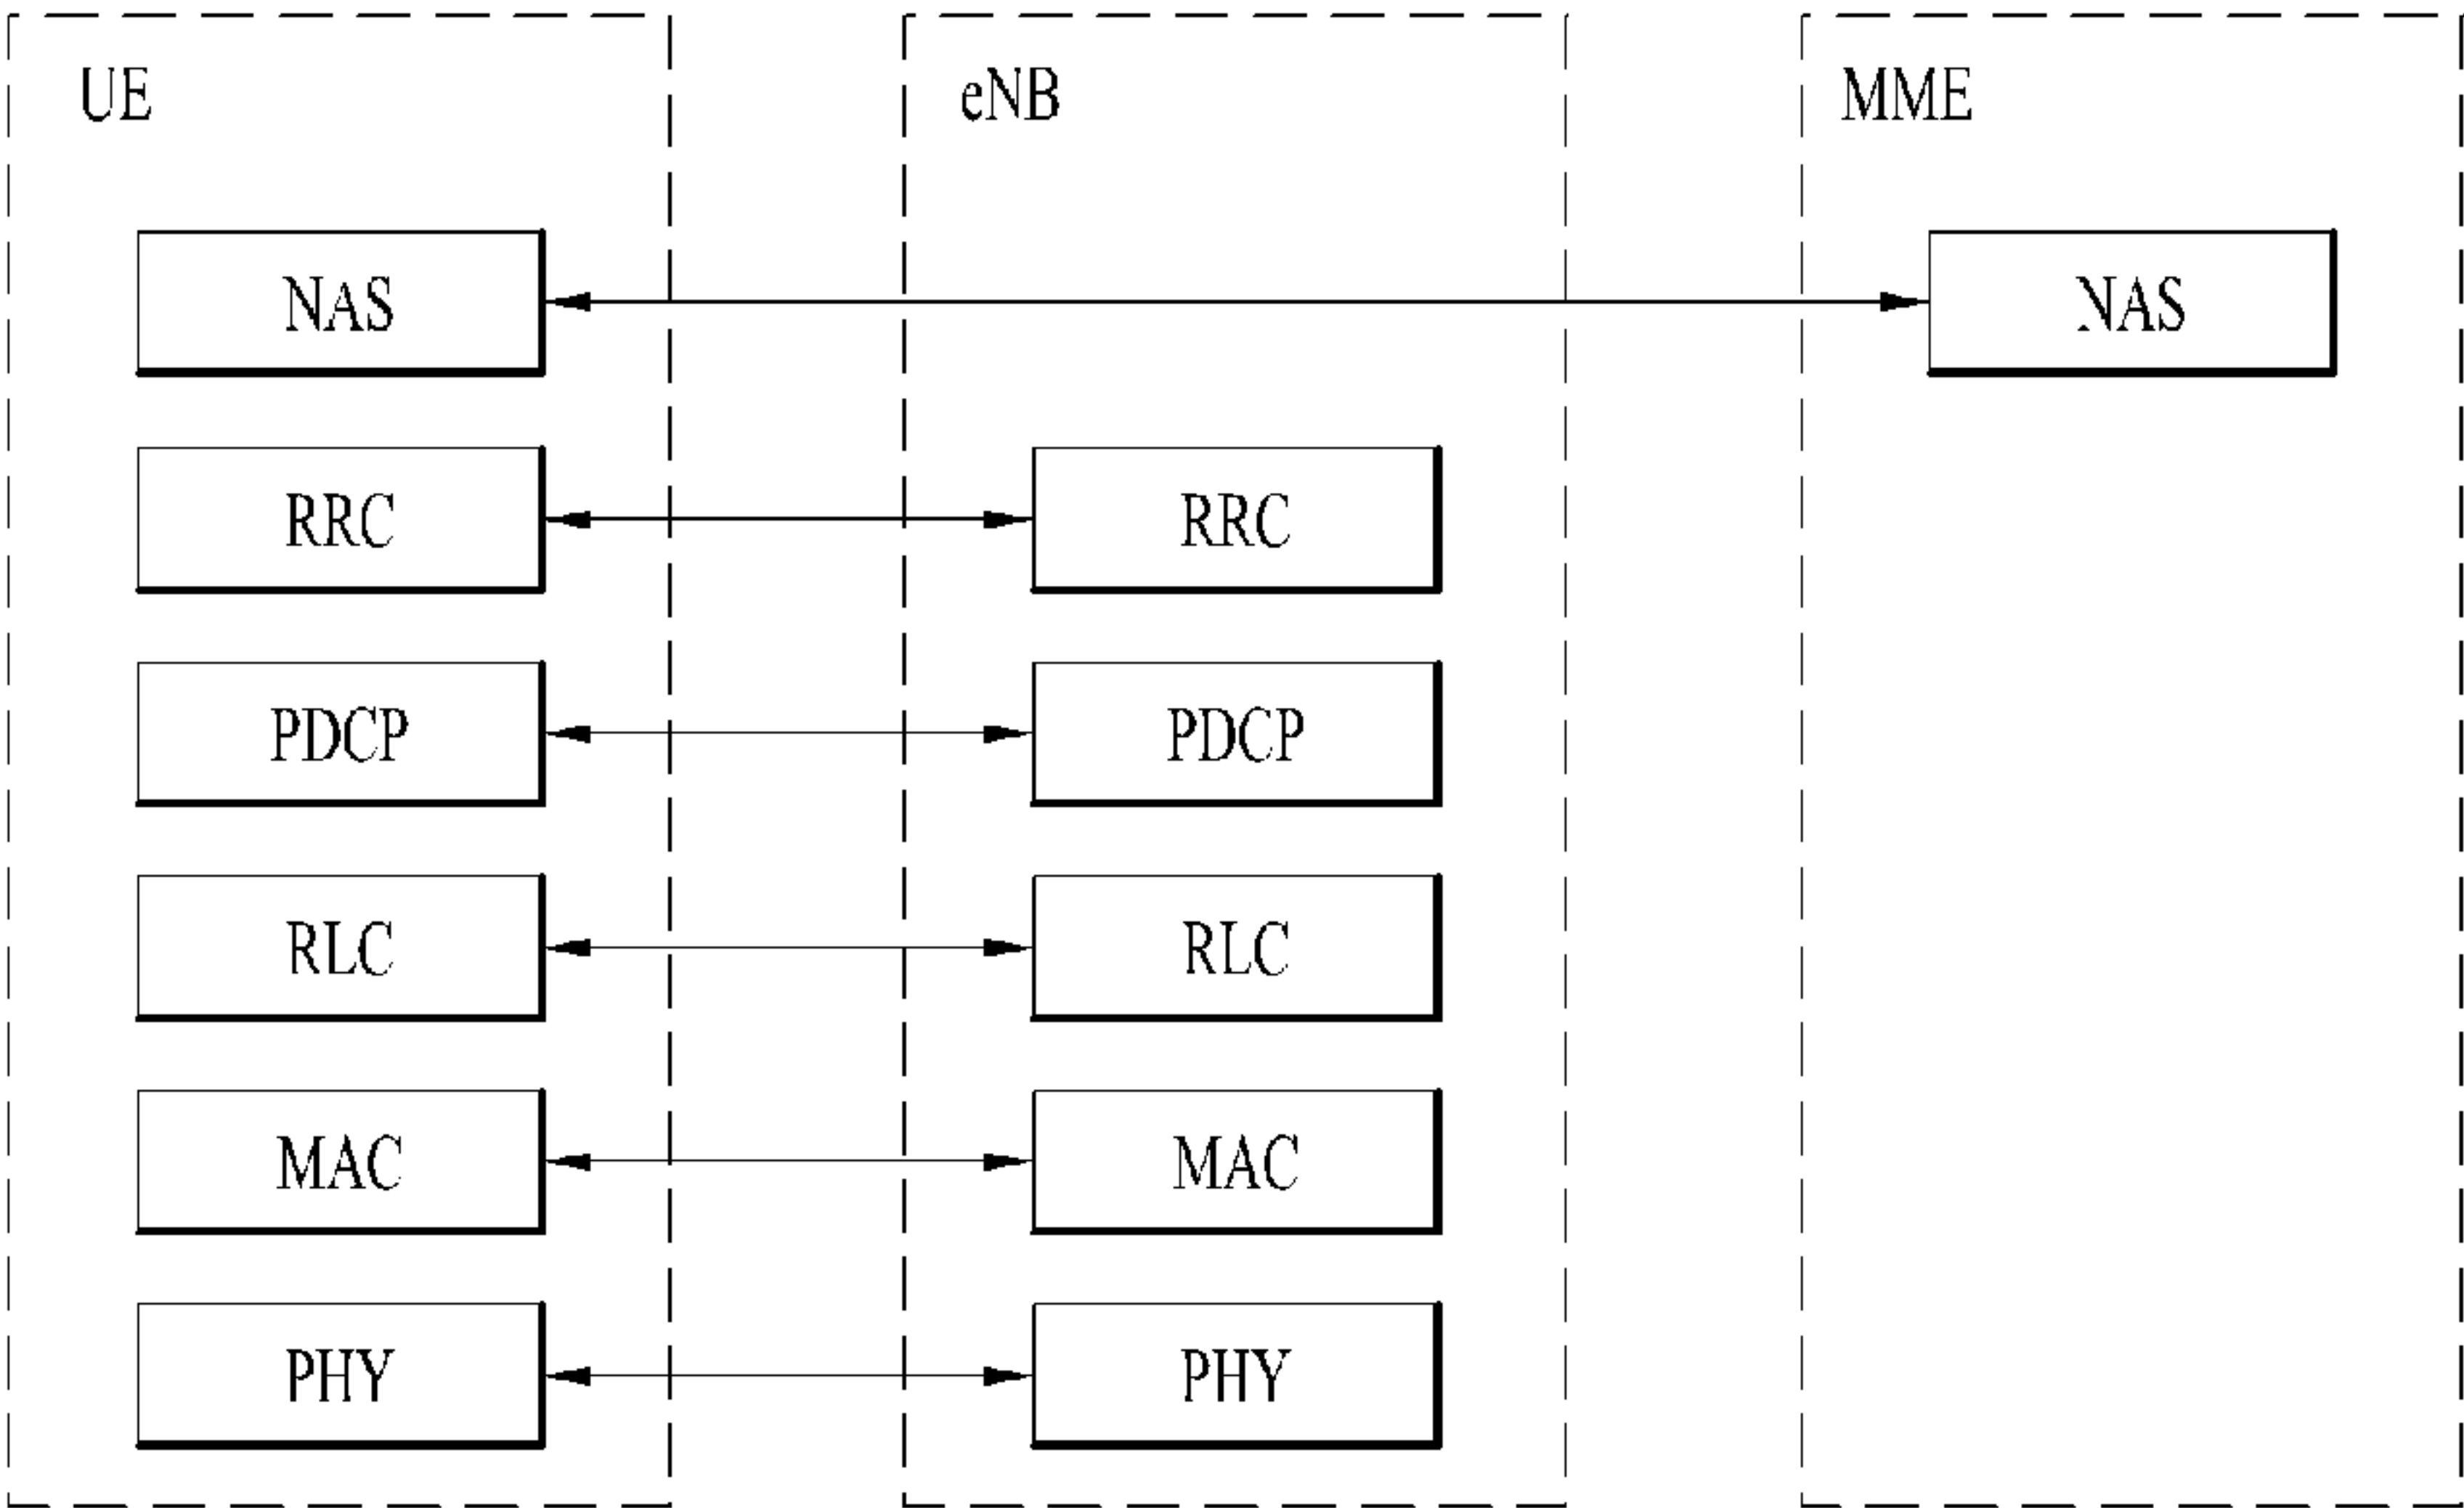 UE
eNB
MME
NAS
NAS
RRC
RRC
PDCP
PDCP
RLC
RLC
MAC
MAC
PHY
PHY